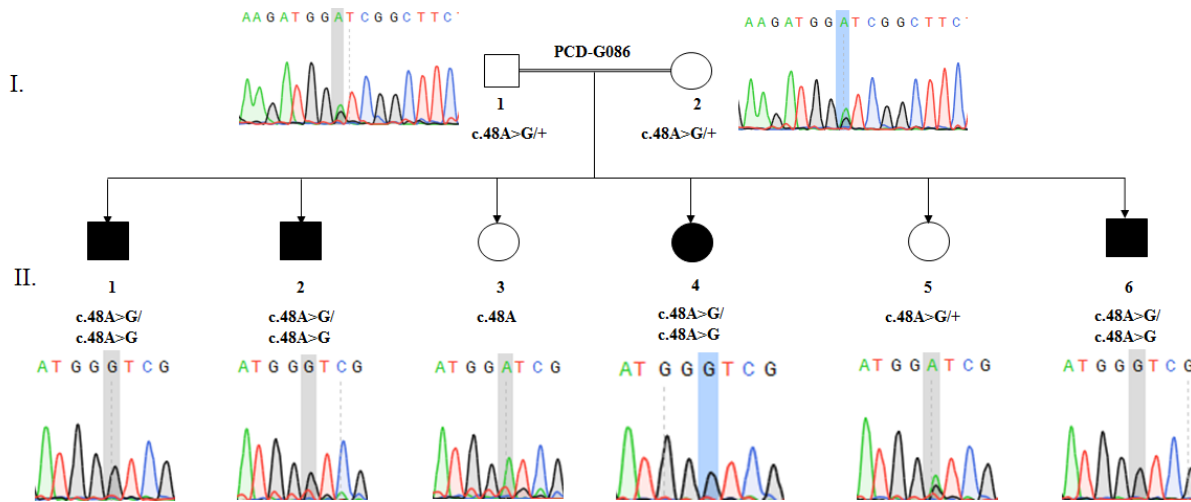 AAGATGGATCGGCTTC
AAGATGGATCGGCTTC
PCD-G086
I.
1
2
c.48A>G/+
c.48A>G/+
II.
1
2
3
4
5
6
c.48A>G/
c.48A>G
c.48A>G/
c.48A>G
c.48A
c.48A>G/
c.48A>G
c.48A>G/+
c.48A>G/
c.48A>G
ATGGGTCG
ATGGGTCG
ATGGATCG
ATGGGTCG
ATGGATCG
ATGGGTCG